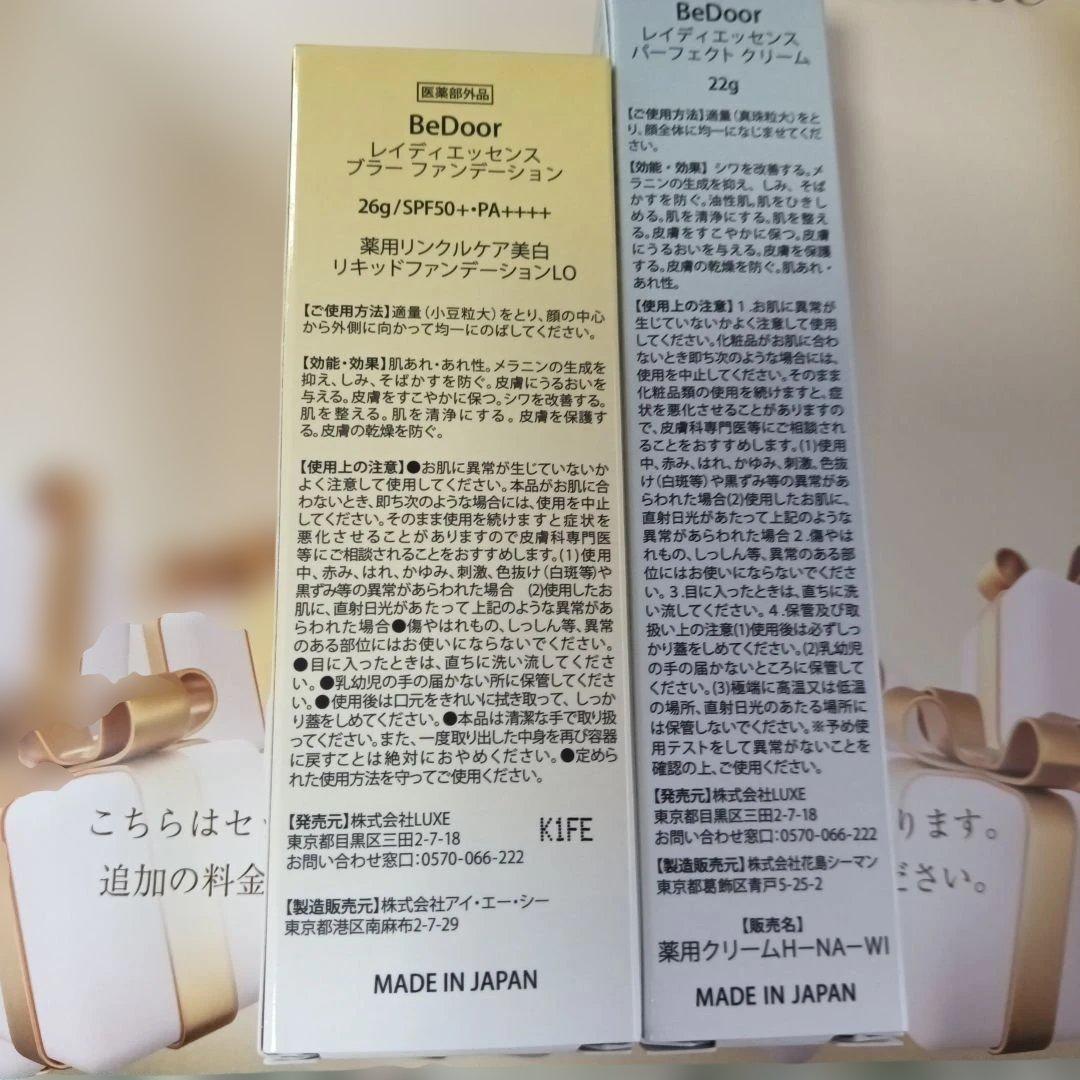 医薬部外品
BeDoor
レイディエッセンス
ブラー ファンデーション
26g/SPF50+・PA++++
薬用リンクルケア美白
リキッドファンデーションLO
【ご使用方法】適量(小豆粒大)をとり、顔の中心
から外側に向かって均一にのばしてください。
【効能・効果】肌あれ・あれ性。メラニンの生成を
抑え、しみ、そばかすを防ぐ。皮膚にうるおいを
与える。皮膚をすこやかに保つ。シワを改善する。
肌を整える。肌を清浄にする。皮膚を保護す
る。皮膚の乾燥を防ぐ。
【使用上の注意】●お肌に異常が生じていないか
よく注意して使用してください。本品がお肌に合
わないとき、即ち次のような場合には、使用を中止
してください。そのまま使用を続けますと症状を
悪化させることがありますので皮膚科専門医
等にご相談されることをおすすめします。(1)使用
中、赤み、はれ、かゆみ、刺激、色抜け(白斑等)や
黒ずみ等の異常があらわれた場合 (2)使用したお
肌に、直射日光があたって上記のような異常があ
らわれた場合●傷やはれもの、しっしん等、異常
のある部位にはお使いにならないでください。
●目に入ったときは、直ちに洗い流してくださ
い。●乳幼児の手の届かない所に保管してくださ
い。●使用後は口元をきれいに拭き取って、しっか
り蓋をしめてください。●本品は清潔な手で取り扱
ってください。また、一度取り出した中身を再び容器
に戻すことは絶対におやめください。●定めら
れた使用方法を守ってご使用ください。
【発売元】株式会社LUXE
東京都目黒区三田2-7-18
お問い合わせ窓口:0570-066-222
K1FE
【製造販売元】株式会社アイ・エー・シー
東京都港区南麻布2-7-29
MADE IN JAPAN
BeDoor
レイディエッセンス
パーフェクト クリーム
22g
【ご使用方法】適量(真珠粒大)をと
り、顔全体に均一になじませてくだ
さい。
【効能・効果】 シワを改善する。メ
ラニンの生成を抑え、しみ、そば
かすを防ぐ。油性肌。肌をひきし
める。肌を清浄にする。肌を整え
る。皮膚をすこやかに保つ。皮膚
にうるおいを与える。皮膚を保護
する。皮膚の乾燥を防ぐ。肌あれ・
あれ性。
【使用上の注意】1.お肌に異常が
生じていないかよく注意して使用
してください。化粧品がお肌に合わ
ないとき即ち次のような場合には、
使用を中止してください。そのまま
化粧品類の使用を続けますと、症
状を悪化させることがありますの
で、皮膚科専門医等にご相談され
ることをおすすめします。(1)使用
中、赤み、はれ、かゆみ、刺激、色抜
け(白斑等)や黒ずみ等の異常があ
らわれた場合(2)使用したお肌に、
直射日光があたって上記のような
異常があらわれた場合2.傷やは
れもの、しっしん等、異常のある部
位にはお使いにならないでくださ
い。3.目に入ったときは、直ちに洗
い流してください。4.保管及び取
扱い上の注意(1)使用後は必ずしっ
かり蓋をしめてください。(2)乳幼児
の手の届かないところに保管して
ください。(3)極端に高温又は低温
の場所、直射日光のあたる場所に
は保管しないでください。※予め使
用テストをして異常がないことを
確認の上、ご使用ください。
【発売元】株式会社LUXE
東京都目黒区三田2-7-18
お問い合わせ窓口:0570-066-222
【製造販売元】株式会社花島シーマン
東京都葛飾区青戸5-25-2
【販売名】
薬用クリームH-NA-WI
MADE IN JAPAN
こちらはセッ
ります。
追加の料金
ださい。